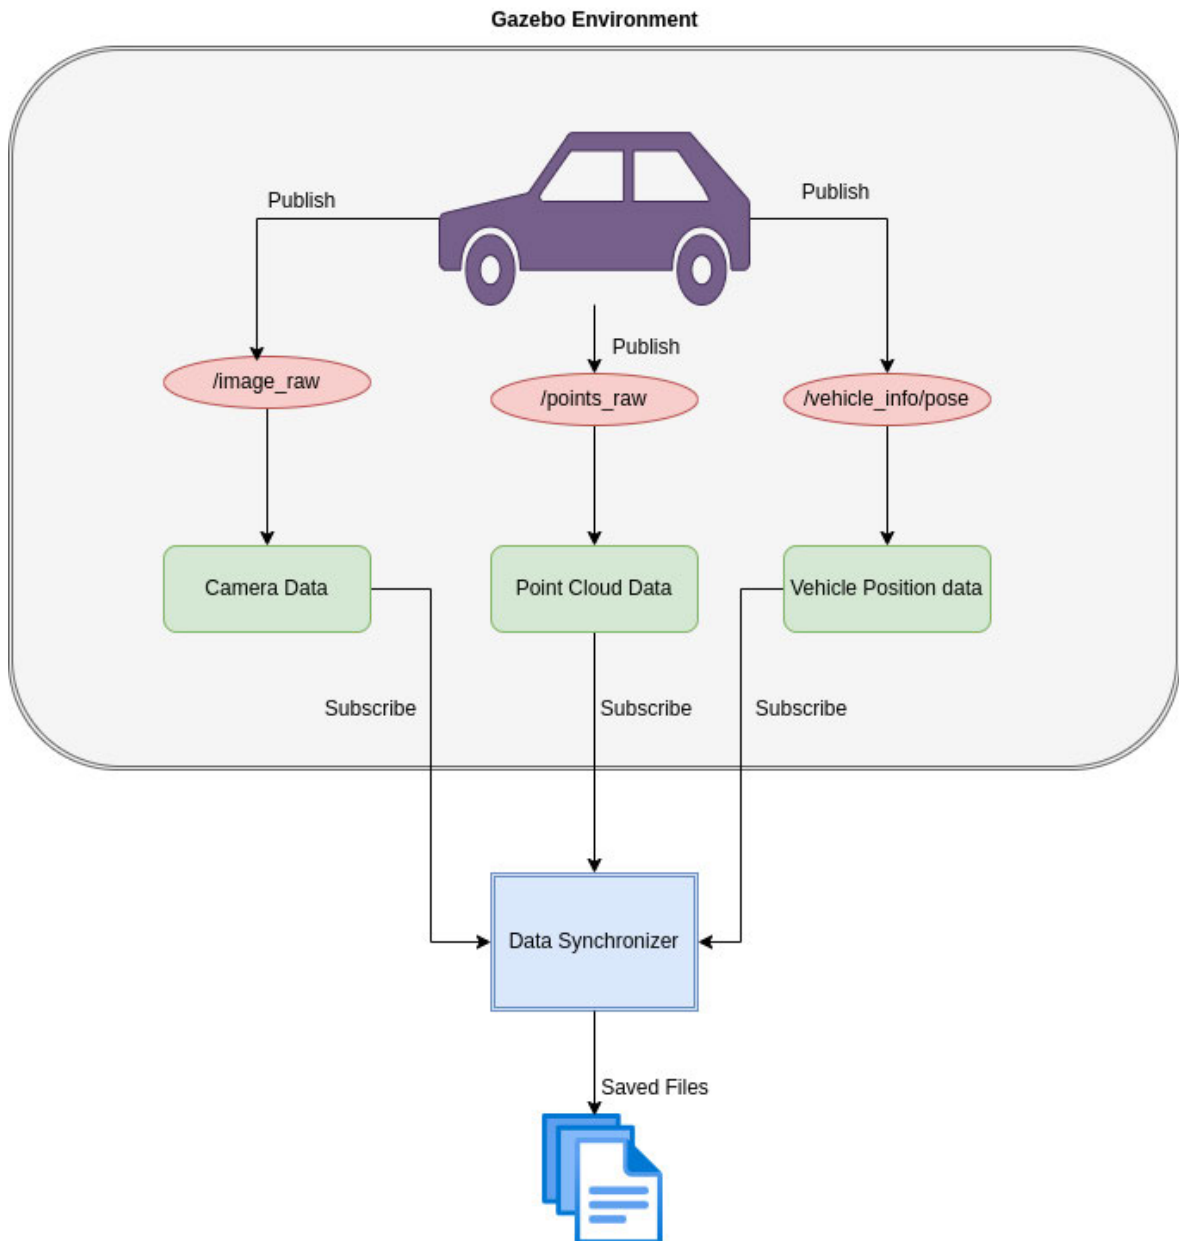 Gazebo Environment
Publish
Publish
Publish
/image_raw
/points_raw
/vehicle_info/pose
Camera Data
Point Cloud Data
Vehicle Position data
Subscribe
Subscribe
Subscribe
Data Synchronizer
Saved Files